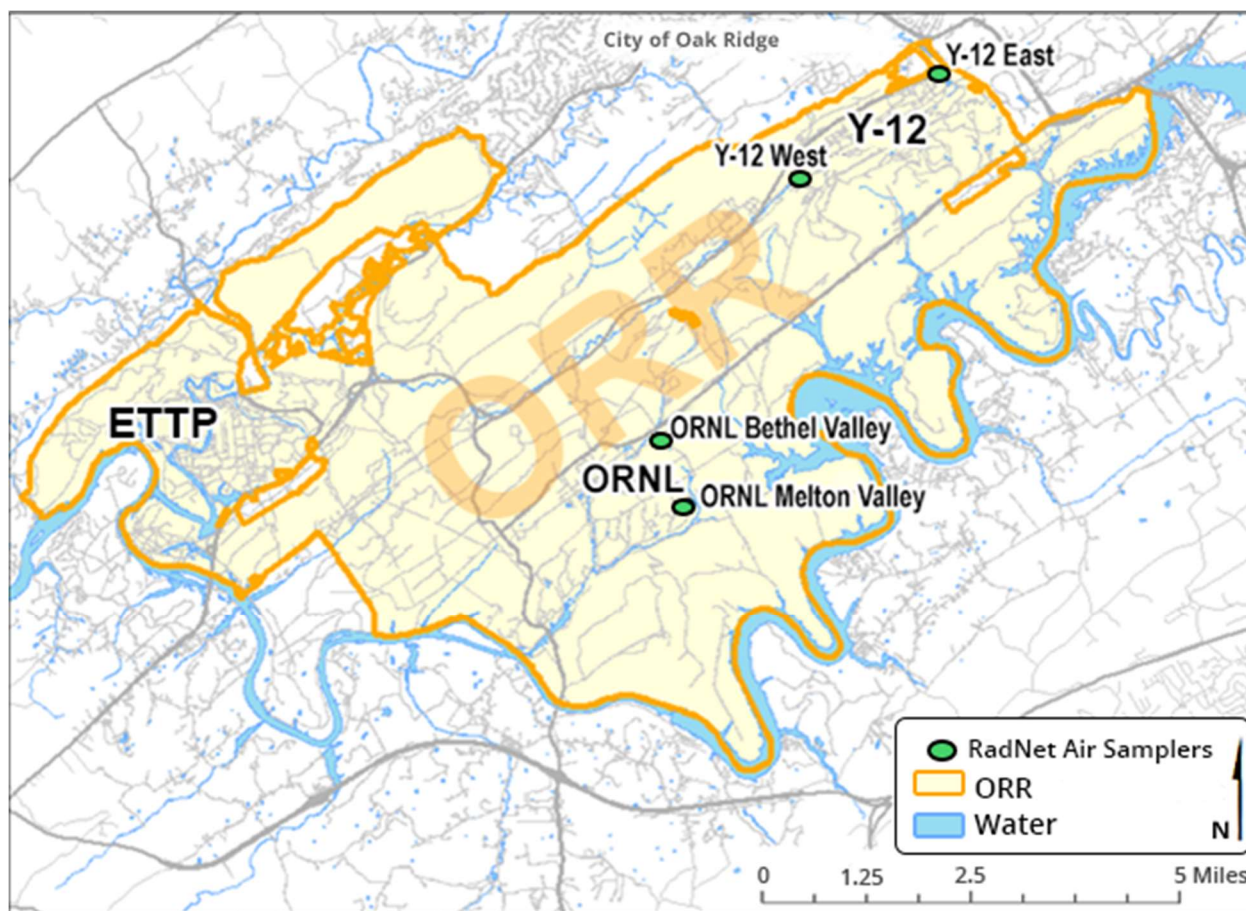 City of Oak Ridge
Y-12 East
Y-12
Y-12 West
ORR
ETTP
ORNL Bethel Valley
ORNL
ORNL Melton Valley
RadNet Air Samplers
ORR
Water
N
0 1.25 2.5 5 Miles